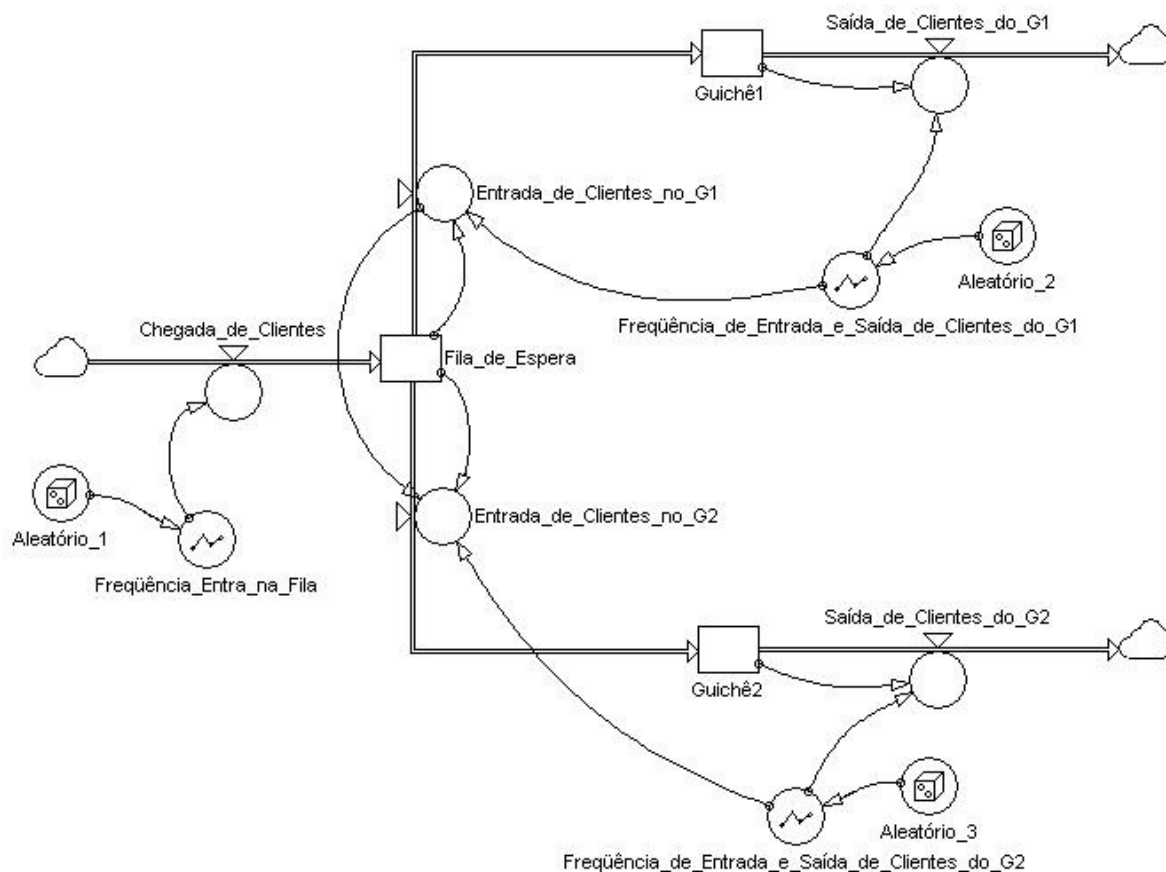 Saída_de_Clientes_do_G1
Guichê1
Entrada_de_Clientes_no_G1
Aleatório_2
Freqüência_de_Entrada_e_Saída_de_Clientes_do_G1
Chegada_de_Clientes
Fila_de_Espera
Aleatório_1
Entrada_de_Clientes_no_G2
Freqüência_Entra_na_Fila
Saída_de_Clientes_do_G2
Guichê2
Aleatório_3
Freqüência_de_Entrada_e_Saída_de_Clientes_do_G2